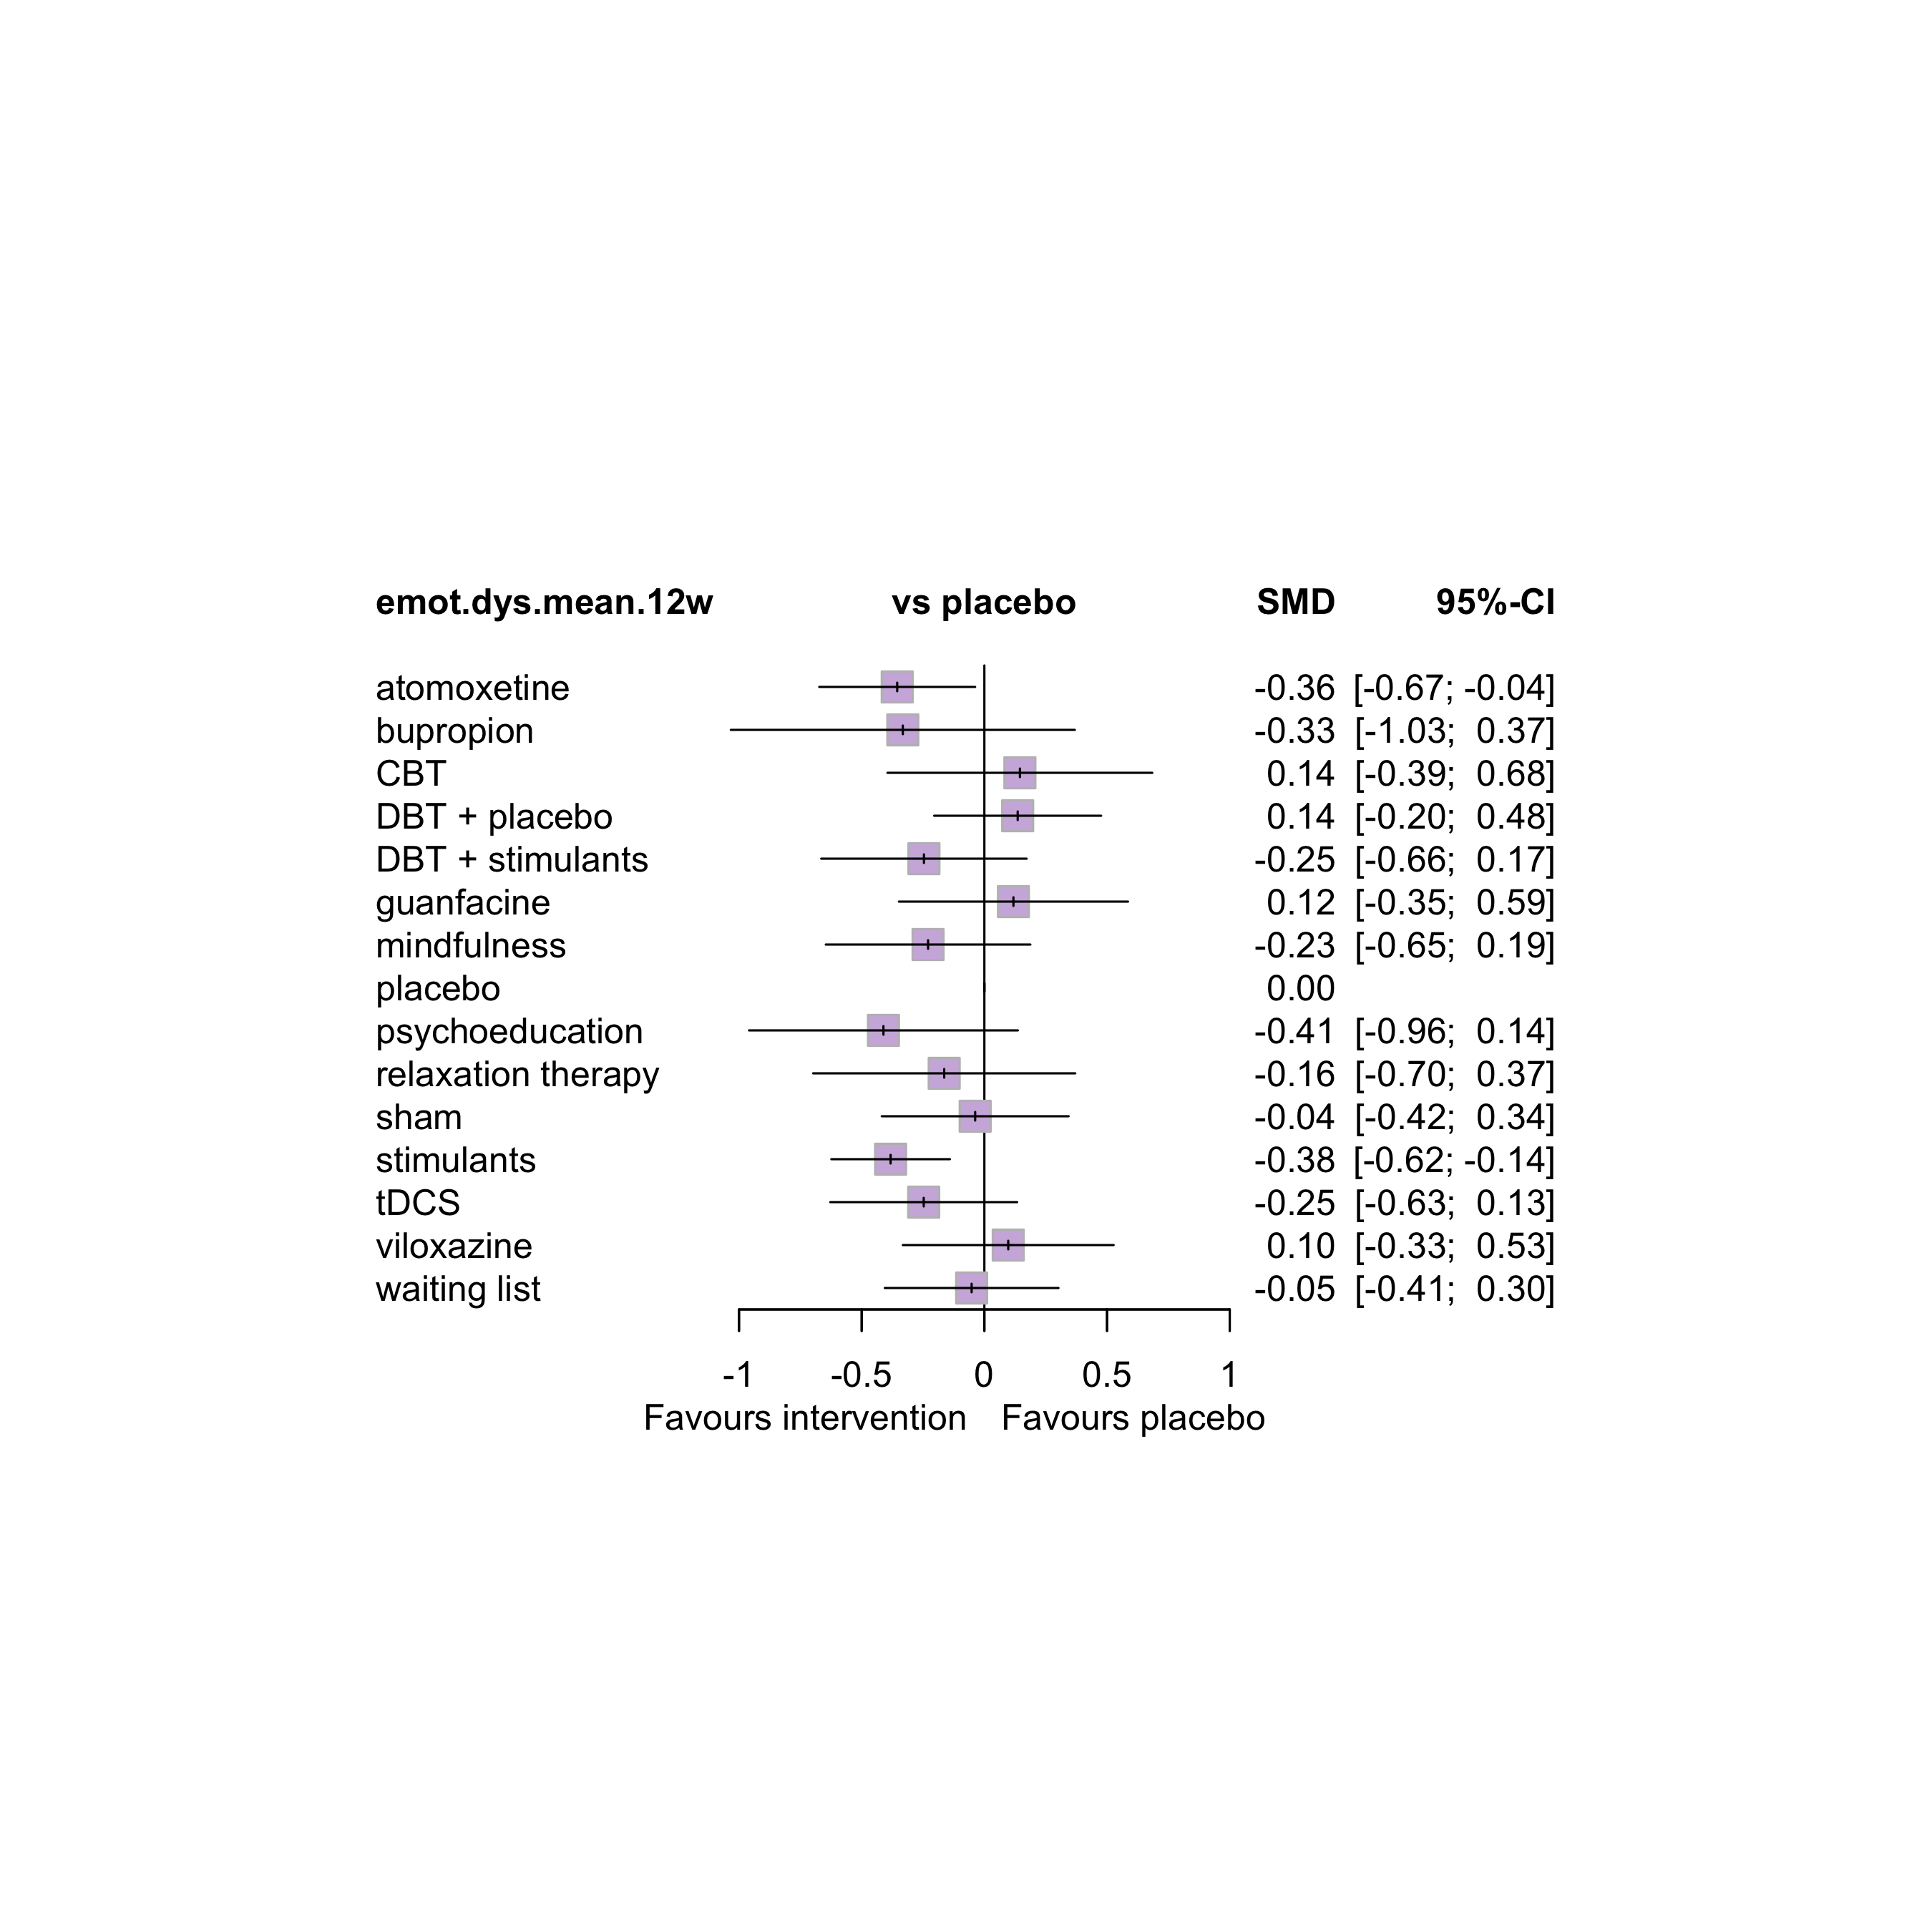 emot.dys.mean.12w vs placebo SMD 95%-CI
atomoxetine -0.36 [-0.67; -0.04]
bupropion -0.33 [-1.03; 0.37]
CBT 0.14 [-0.39; 0.68]
DBT + placebo 0.14 [-0.20; 0.48]
DBT + stimulants -0.25 [-0.66; 0.17]
guanfacine 0.12 [-0.35; 0.59]
mindfulness -0.23 [-0.65; 0.19]
placebo 0.00
psychoeducation -0.41 [-0.96; 0.14]
relaxation therapy -0.16 [-0.70; 0.37]
sham -0.04 [-0.42; 0.34]
stimulants -0.38 [-0.62; -0.14]
tDCS -0.25 [-0.63; 0.13]
viloxazine 0.10 [-0.33; 0.53]
waiting list -0.05 [-0.41; 0.30]
-1 -0.5 0 0.5 1
Favours intervention Favours placebo